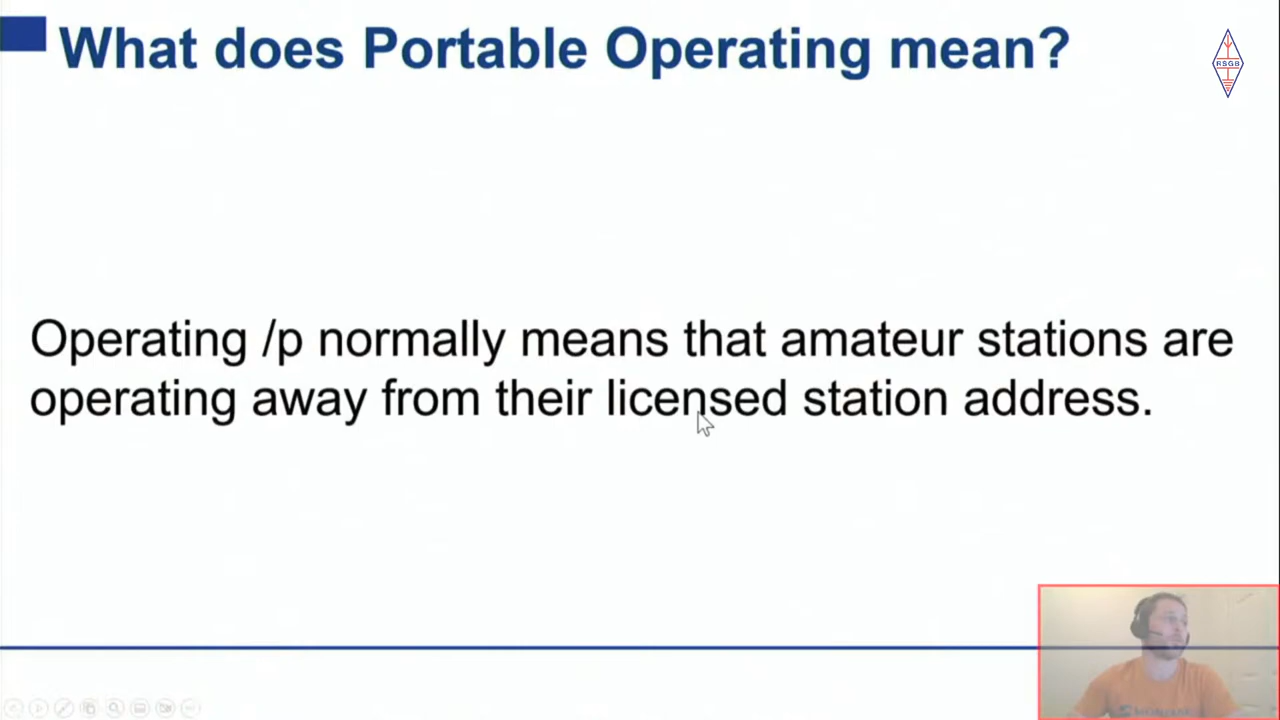 What does Portable Operating mean?
RSGB
Operating /p normally means that amateur stations are
operating away from their licensed station address.